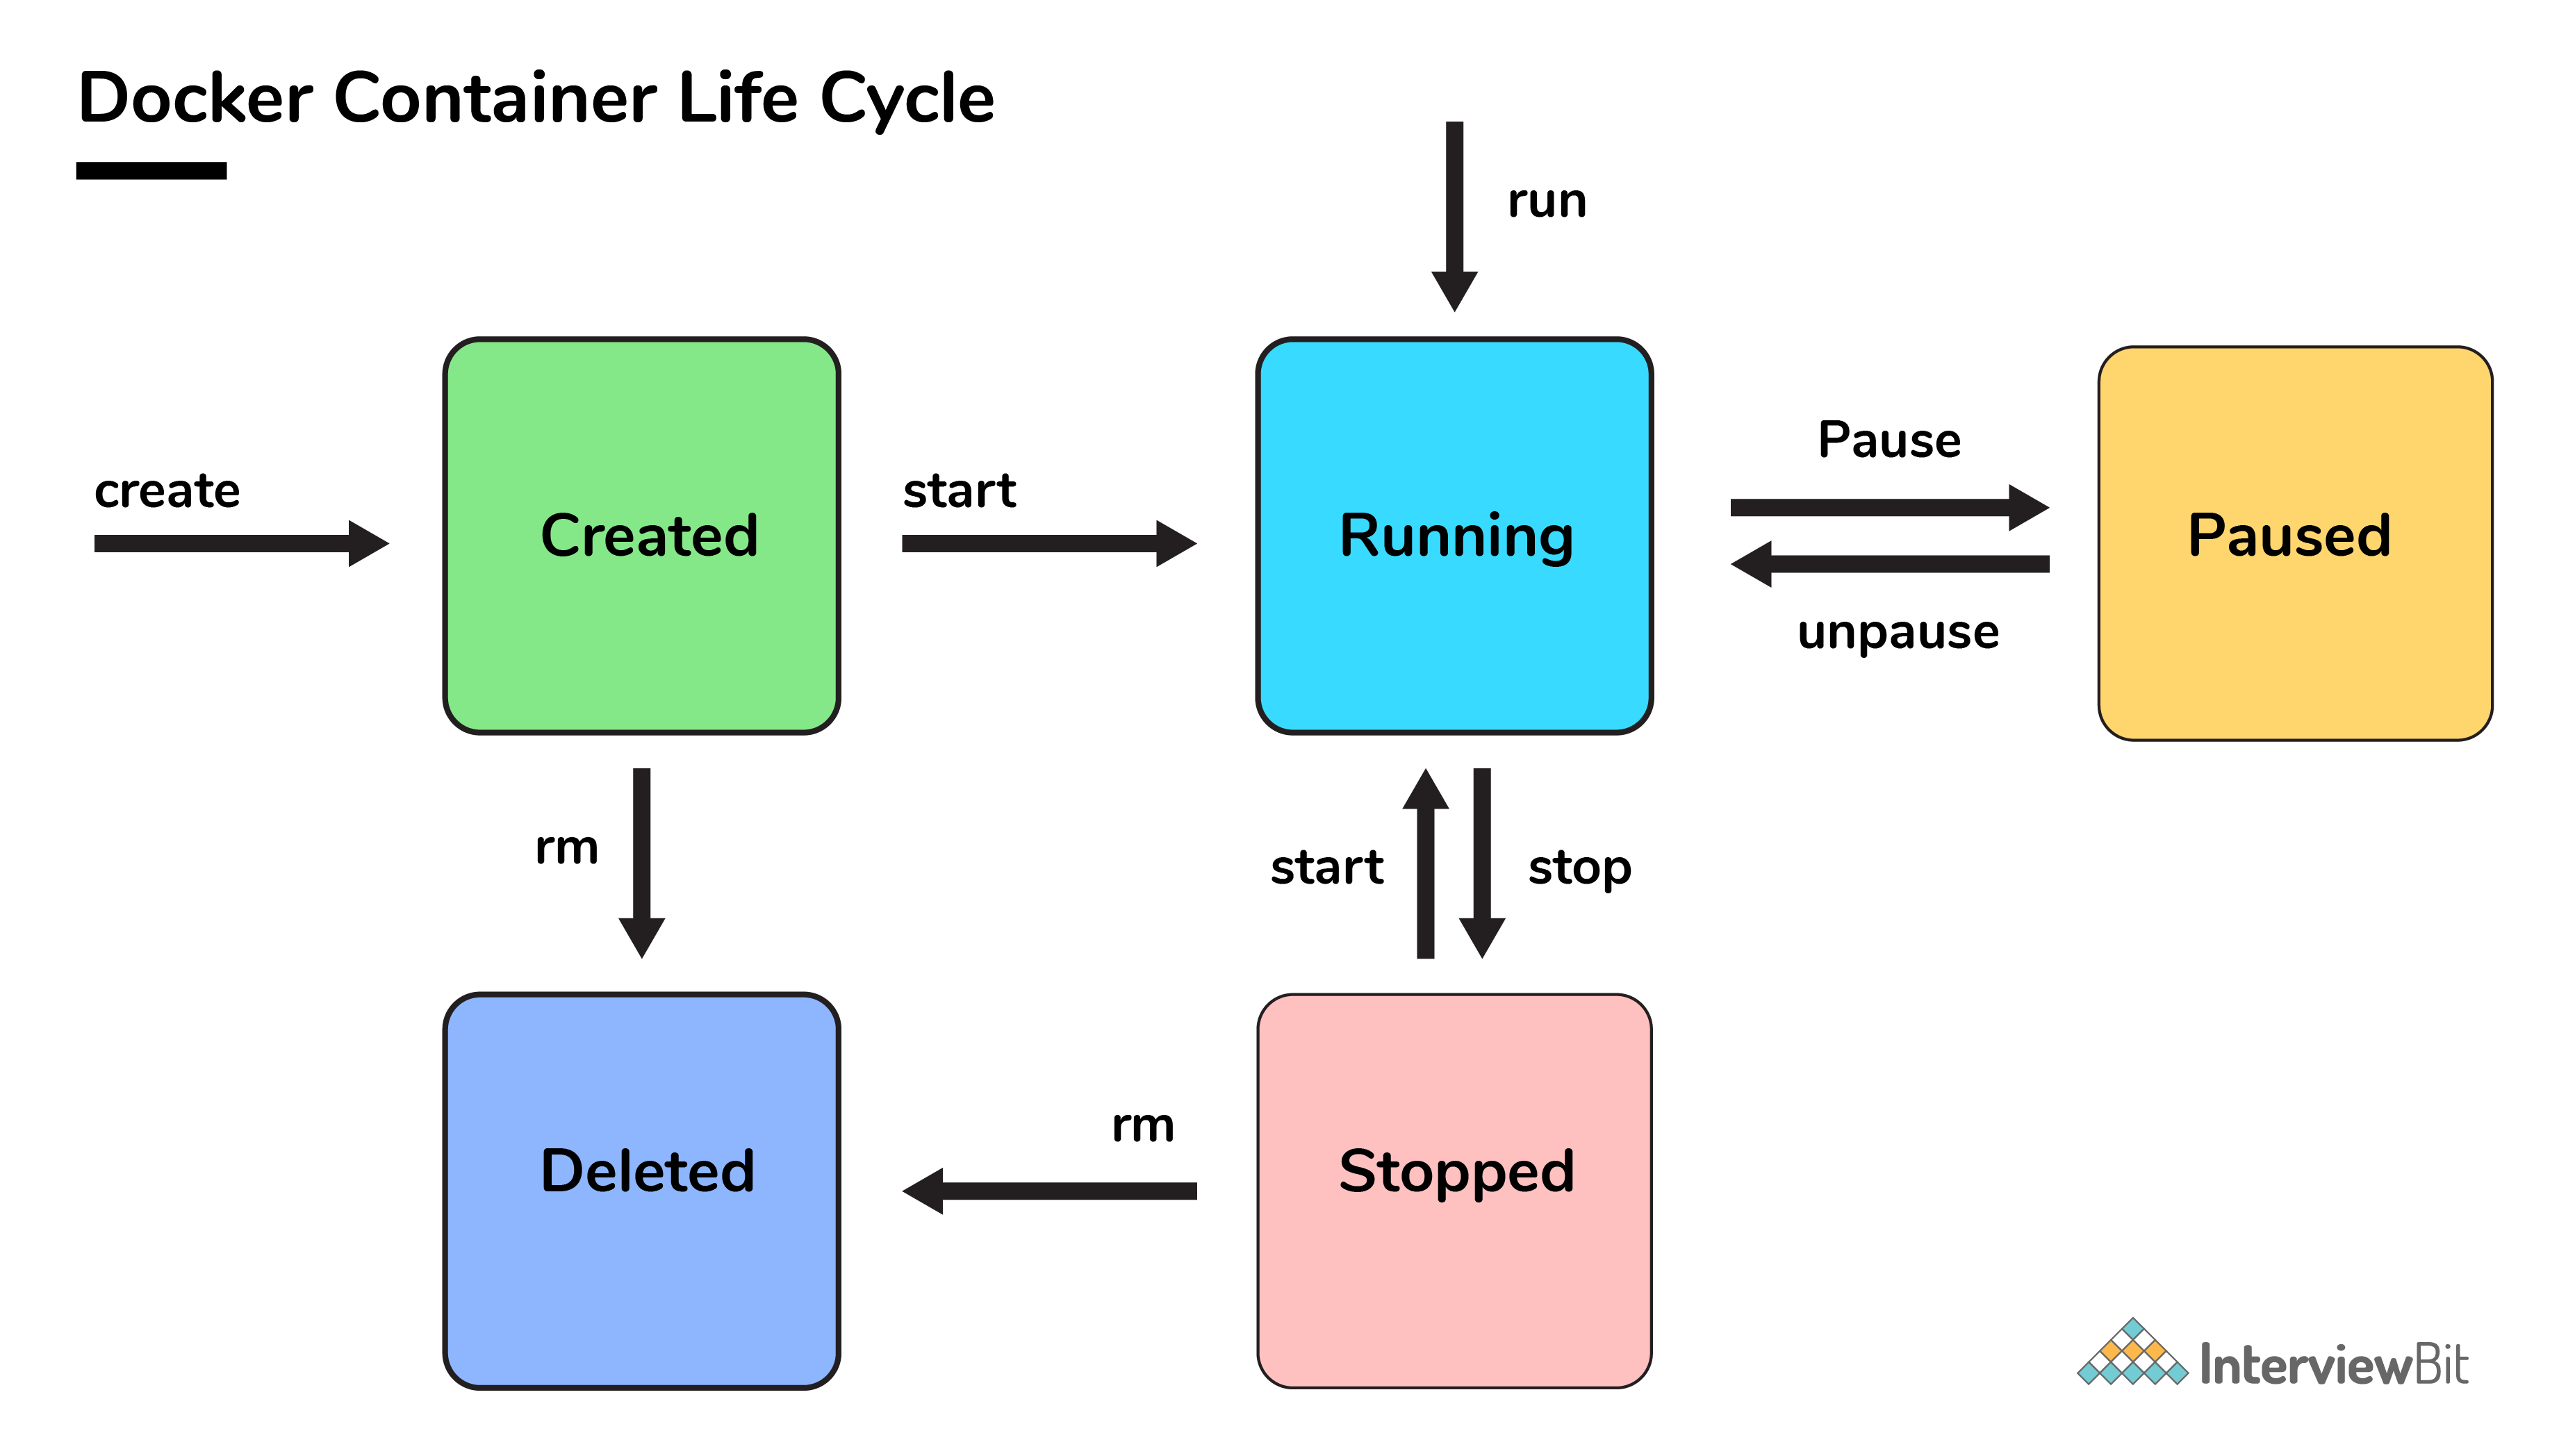 Docker Container Life Cycle
run
create
Created
start
Running
Pause
unpause
Paused
rm
start
stop
Deleted
rm
Stopped
InterviewBit